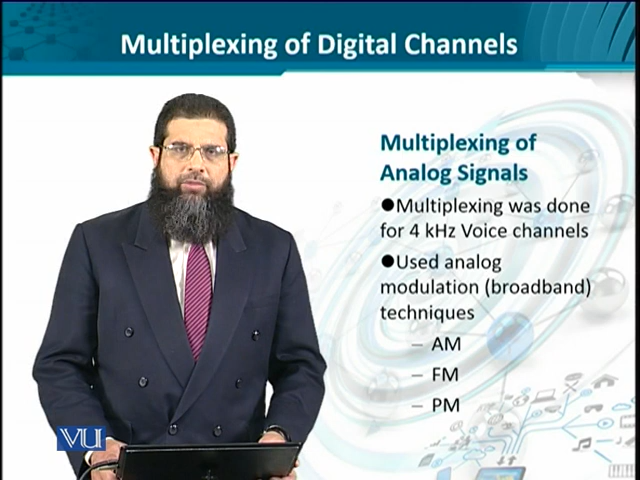 Multiplexing of Digital Channels
Multiplexing of
Analog Signals
●Multiplexing was done
for 4 kHz Voice channels
●Used analog
modulation (broadband)
techniques
– AM
– FM
– PM
VU